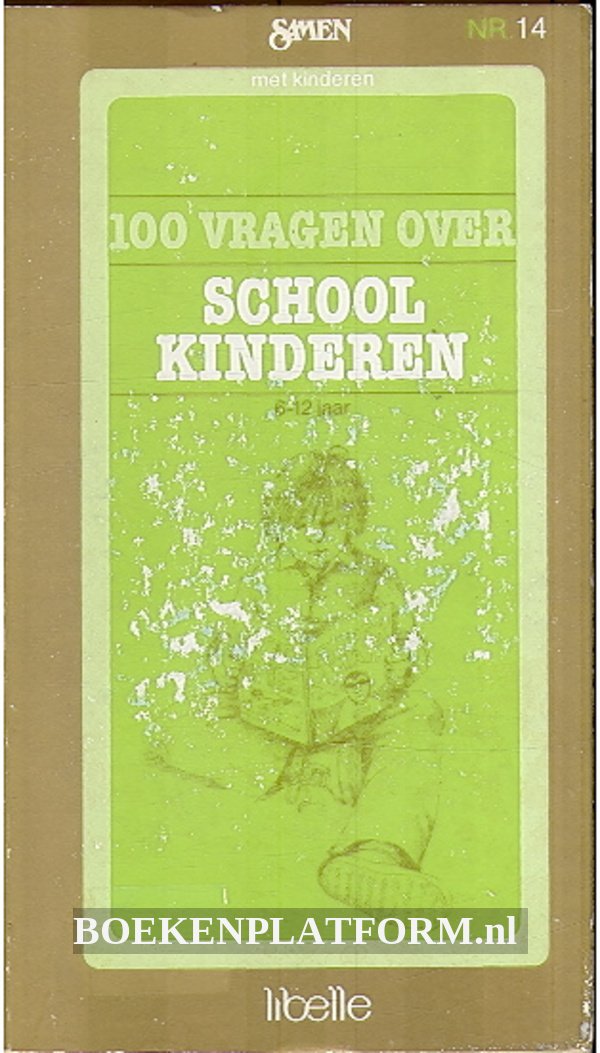 SAMEN
NR. 14
met kinderen
100 VRAGEN OVER
SCHOOL
KINDEREN
6-12 jaar
BOEKENPLATFORM.nl
libelle